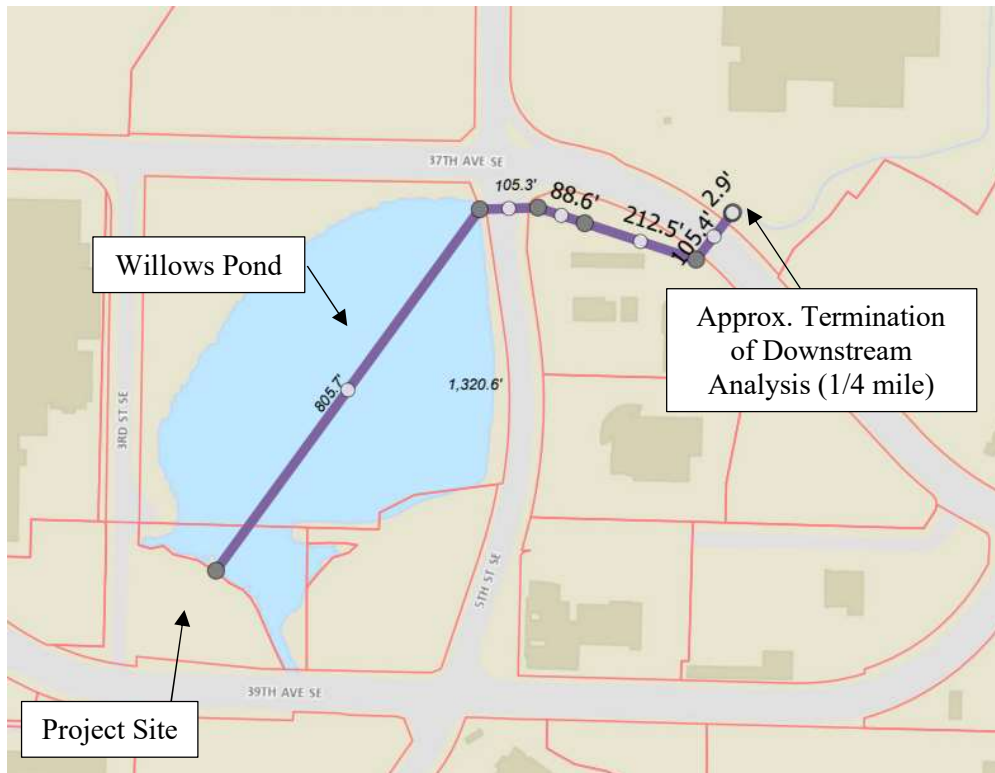 37TH AVE SE
105.3'
88.6'
212.5'
105.4'
2.9'
Willows Pond
Approx. Termination
of Downstream
Analysis (1/4 mile)
805.7'
1,320.6'
3RD ST SE
5TH ST SE
39TH AVE SE
Project Site